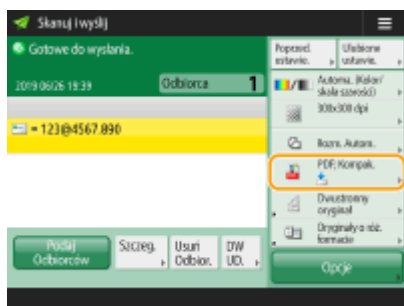 Skanuj i wyślij
Gotowe do wysłania.
2019 06/26 19:39
Odbiorca 1
= 123@4567.890
Podaj
Odbiorców
Szczeg.
Usuń
Odbior.
DW
UD.
Poprzed.
ustawie.
Ulubione
ustawie.
Automa. (Kolor/
skala szarości)
300x300 dpi
Rozm. Autom.
PDF; Kompak.
Dwustronny
oryginał
Oryginały o róż.
formacie
Opcje